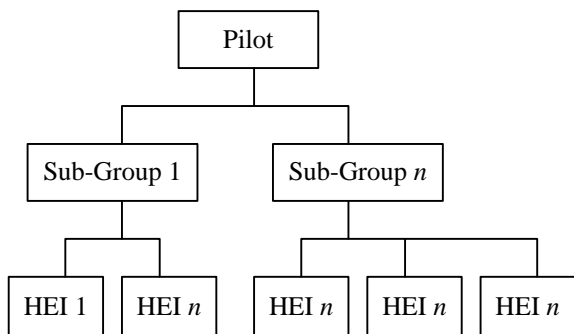 Pilot
Sub-Group 1
Sub-Group n
HEI 1
HEI n
HEI n
HEI n
HEI n